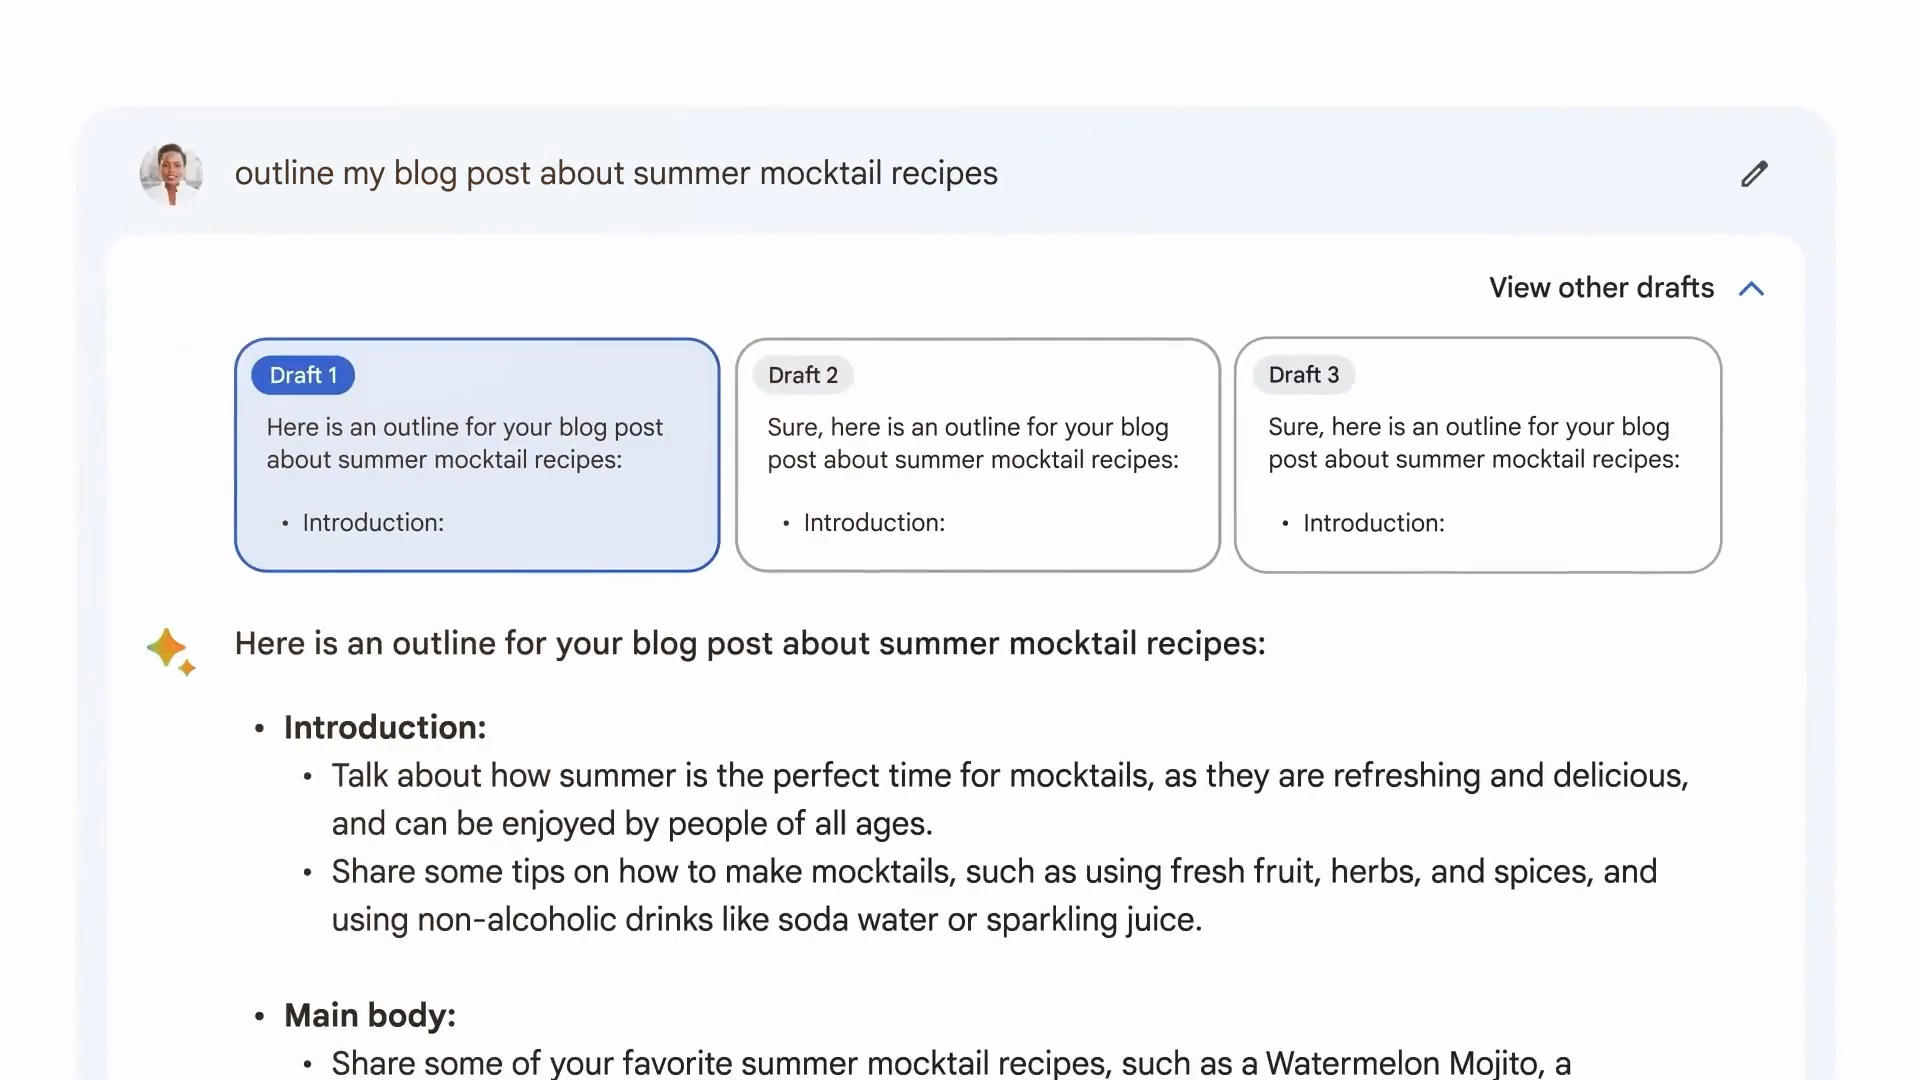 outline my blog post about summer mocktail recipes
View other drafts
Draft 1
Here is an outline for your blog post
about summer mocktail recipes:
• Introduction:
Draft 2
Sure, here is an outline for your blog
post about summer mocktail recipes:
• Introduction:
Draft 3
Sure, here is an outline for your blog
post about summer mocktail recipes:
• Introduction:
Here is an outline for your blog post about summer mocktail recipes:
• Introduction:
• Talk about how summer is the perfect time for mocktails, as they are refreshing and delicious,
and can be enjoyed by people of all ages.
• Share some tips on how to make mocktails, such as using fresh fruit, herbs, and spices, and
using non-alcoholic drinks like soda water or sparkling juice.
• Main body:
• Share some of your favorite summer mocktail recipes, such as a Watermelon Mojito, a